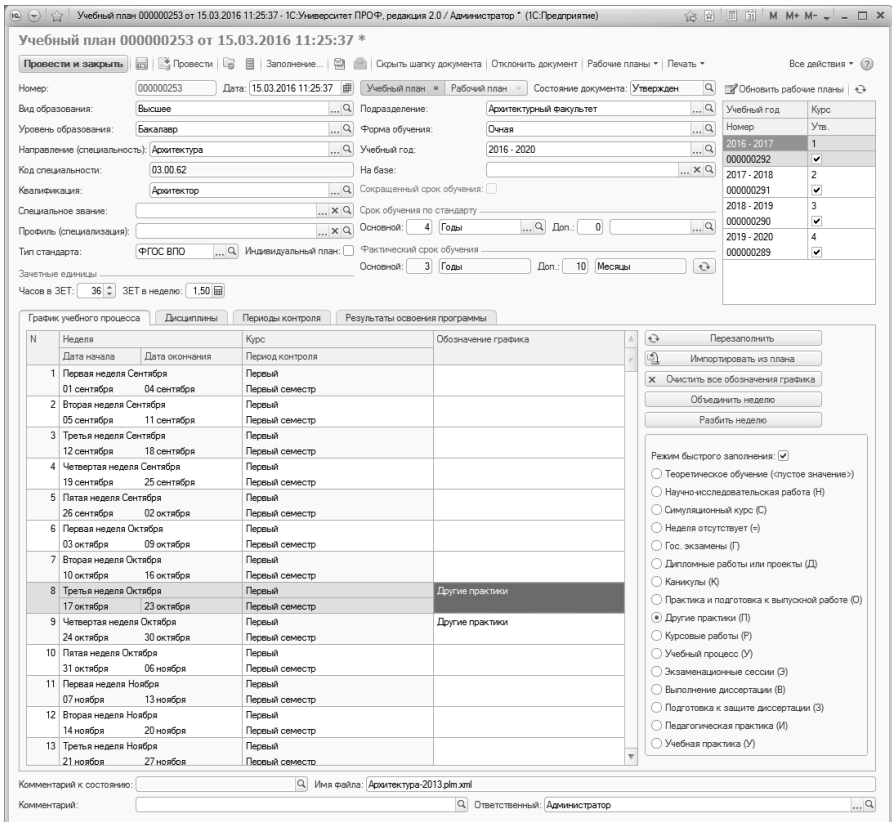 Учебный план 000000253 от 15.03.2016 11:25:37 - 1С:Университет ПРОФ, редакция 2.0 / Администратор * (1С:Предприятие) M M+ M-
Учебный план 000000253 от 15.03.2016 11:25:37 *
Провести и закрыть Провести Заполнение... Скрыть шапку документа Отклонить документ Рабочие планы Печать Все действия
Номер: 000000253 Дата: 15.03.2016 11:25:37 Учебный план Рабочий план Состояние документа: Утвержден Обновить рабочие планы
Вид образования: Высшее Подразделение: Архитектурный факультет Учебный год Курс
Уровень образования: Бакалавр Форма обучения: Очная Номер Утв.
Направление (специальность): Архитектура Учебный год: 2016 - 2020 2016 - 2017 1
Код специальности: 03.00.62 На базе: 000000292
Квалификация: Архитектор Сокращенный срок обучения: 2017 - 2018 2
000000291
Специальное звание: Срок обучения по стандарту 2018 - 2019 3
Профиль (специализация): Основной: 4 Годы Доп.: 0 000000290
2019 - 2020 4
Тип стандарта: ФГОС ВПО Индивидуальный план: Фактический срок обучения 000000289
Зачетные единицы Основной: 3 Годы Доп.: 10 Месяцы
Часов в ЗЕТ: 36 ЗЕТ в неделю: 1,50
График учебного процесса Дисциплины Периоды контроля Результаты освоения программы
N Неделя Курс Обозначение графика Перезаполнить
Дата начала Дата окончания Период контроля Импортировать из плана
1 Первая неделя Сентября Первый Очистить все обозначения графика
01 сентября 04 сентября Первый семестр Объединить неделю
2 Вторая неделя Сентября Первый Разбить неделю
05 сентября 11 сентября Первый семестр
3 Третья неделя Сентября Первый
12 сентября 18 сентября Первый семестр Режим быстрого заполнения:
4 Четвертая неделя Сентября Первый Теоретическое обучение (<пустое значение>)
19 сентября 25 сентября Первый семестр Научно-исследовательская работа (Н)
5 Пятая неделя Сентября Первый Симуляционный курс (С)
26 сентября 02 октября Первый семестр Неделя отсутствует (=)
6 Первая неделя Октября Первый Гос. экзамены (Г)
03 октября 09 октября Первый семестр
7 Вторая неделя Октября Первый Дипломные работы или проекты (Д)
10 октября 16 октября Первый семестр Каникулы (К)
8 Третья неделя Октября Первый Другие практики Практика и подготовка к выпускной работе (О)
17 октября 23 октября Первый семестр Другие практики (П)
9 Четвертая неделя Октября Первый Другие практики Курсовые работы (Р)
24 октября 30 октября Первый семестр
10 Пятая неделя Октября Первый Учебный процесс (У)
31 октября 06 ноября Первый семестр Экзаменационные сессии (Э)
11 Первая неделя Ноября Первый Выполнение диссертации (В)
07 ноября 13 ноября Первый семестр Подготовка к защите диссертации (З)
12 Вторая неделя Ноября Первый Педагогическая практика (И)
14 ноября 20 ноября Первый семестр
13 Третья неделя Ноября Первый Учебная практика (У)
21 ноября 27 ноября Первый семестр
Комментарий к состоянию: Имя файла: Архитектура-2013.plm.xml
Комментарий: Ответственный: Администратор